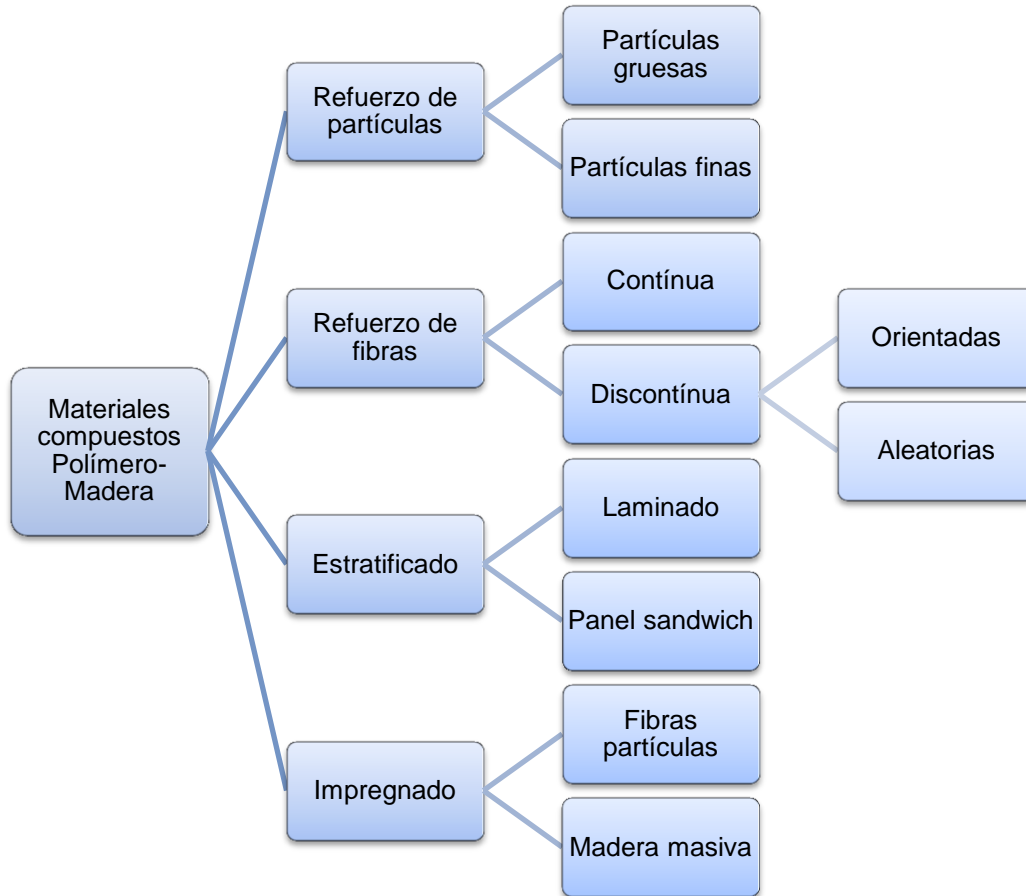 Materiales
compuestos
Polímero-
Madera
Refuerzo de
partículas
Partículas
gruesas
Partículas finas
Refuerzo de
fibras
Contínua
Discontínua
Orientadas
Aleatorias
Estratificado
Laminado
Panel sandwich
Impregnado
Fibras
partículas
Madera masiva